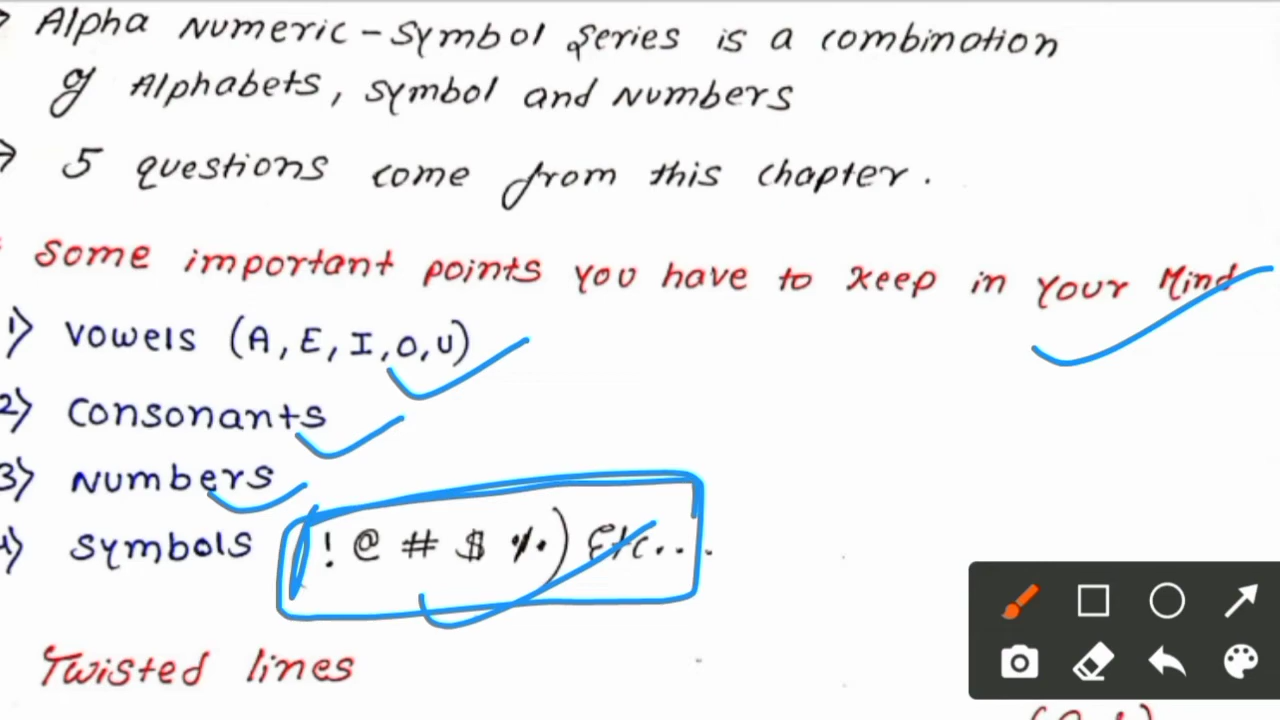 Alpha Numeric-Symbol Series is a combination
of Alphabets, Symbol and Numbers
5 questions come from this chapter.
Some important points you have to keep in your Mind
1) Vowels (A, E, I, O, U)
2) Consonants
3) Numbers
4) Symbols (! @ # $ %) Etc...
Twisted lines